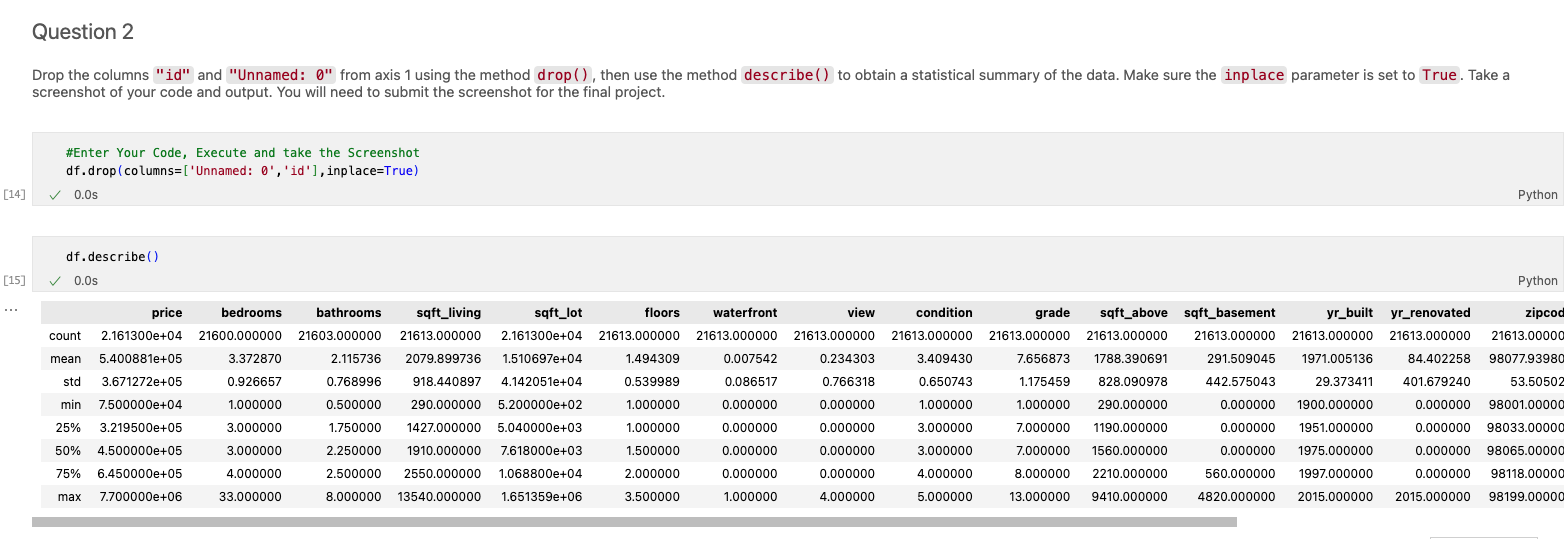 Question 2
Drop the columns "id" and "Unnamed: 0" from axis 1 using the method drop(), then use the method describe() to obtain a statistical summary of the data. Make sure the inplace parameter is set to True. Take a
screenshot of your code and output. You will need to submit the screenshot for the final project.
#Enter Your Code, Execute and take the Screenshot
df.drop(columns=['Unnamed: 0','id'],inplace=True)
[14] ✓ 0.0s Python
df.describe()
[15] ✓ 0.0s Python
...
price bedrooms bathrooms sqft_living sqft_lot floors waterfront view condition grade sqft_above sqft_basement yr_built yr_renovated zipcod
count 2.161300e+04 21600.000000 21603.000000 21613.000000 2.161300e+04 21613.000000 21613.000000 21613.000000 21613.000000 21613.000000 21613.000000 21613.000000 21613.000000 21613.000000 21613.00000
mean 5.400881e+05 3.372870 2.115736 2079.899736 1.510697e+04 1.494309 0.007542 0.234303 3.409430 7.656873 1788.390691 291.509045 1971.005136 84.402258 98077.93980
std 3.671272e+05 0.926657 0.768996 918.440897 4.142051e+04 0.539989 0.086517 0.766318 0.650743 1.175459 828.090978 442.575043 29.373411 401.679240 53.50502
min 7.500000e+04 1.000000 0.500000 290.000000 5.200000e+02 1.000000 0.000000 0.000000 1.000000 1.000000 290.000000 0.000000 1900.000000 0.000000 98001.00000
25% 3.219500e+05 3.000000 1.750000 1427.000000 5.040000e+03 1.000000 0.000000 0.000000 3.000000 7.000000 1190.000000 0.000000 1951.000000 0.000000 98033.00000
50% 4.500000e+05 3.000000 2.250000 1910.000000 7.618000e+03 1.500000 0.000000 0.000000 3.000000 7.000000 1560.000000 0.000000 1975.000000 0.000000 98065.00000
75% 6.450000e+05 4.000000 2.500000 2550.000000 1.068800e+04 2.000000 0.000000 0.000000 4.000000 8.000000 2210.000000 560.000000 1997.000000 0.000000 98118.00000
max 7.700000e+06 33.000000 8.000000 13540.000000 1.651359e+06 3.500000 1.000000 4.000000 5.000000 13.000000 9410.000000 4820.000000 2015.000000 2015.000000 98199.00000